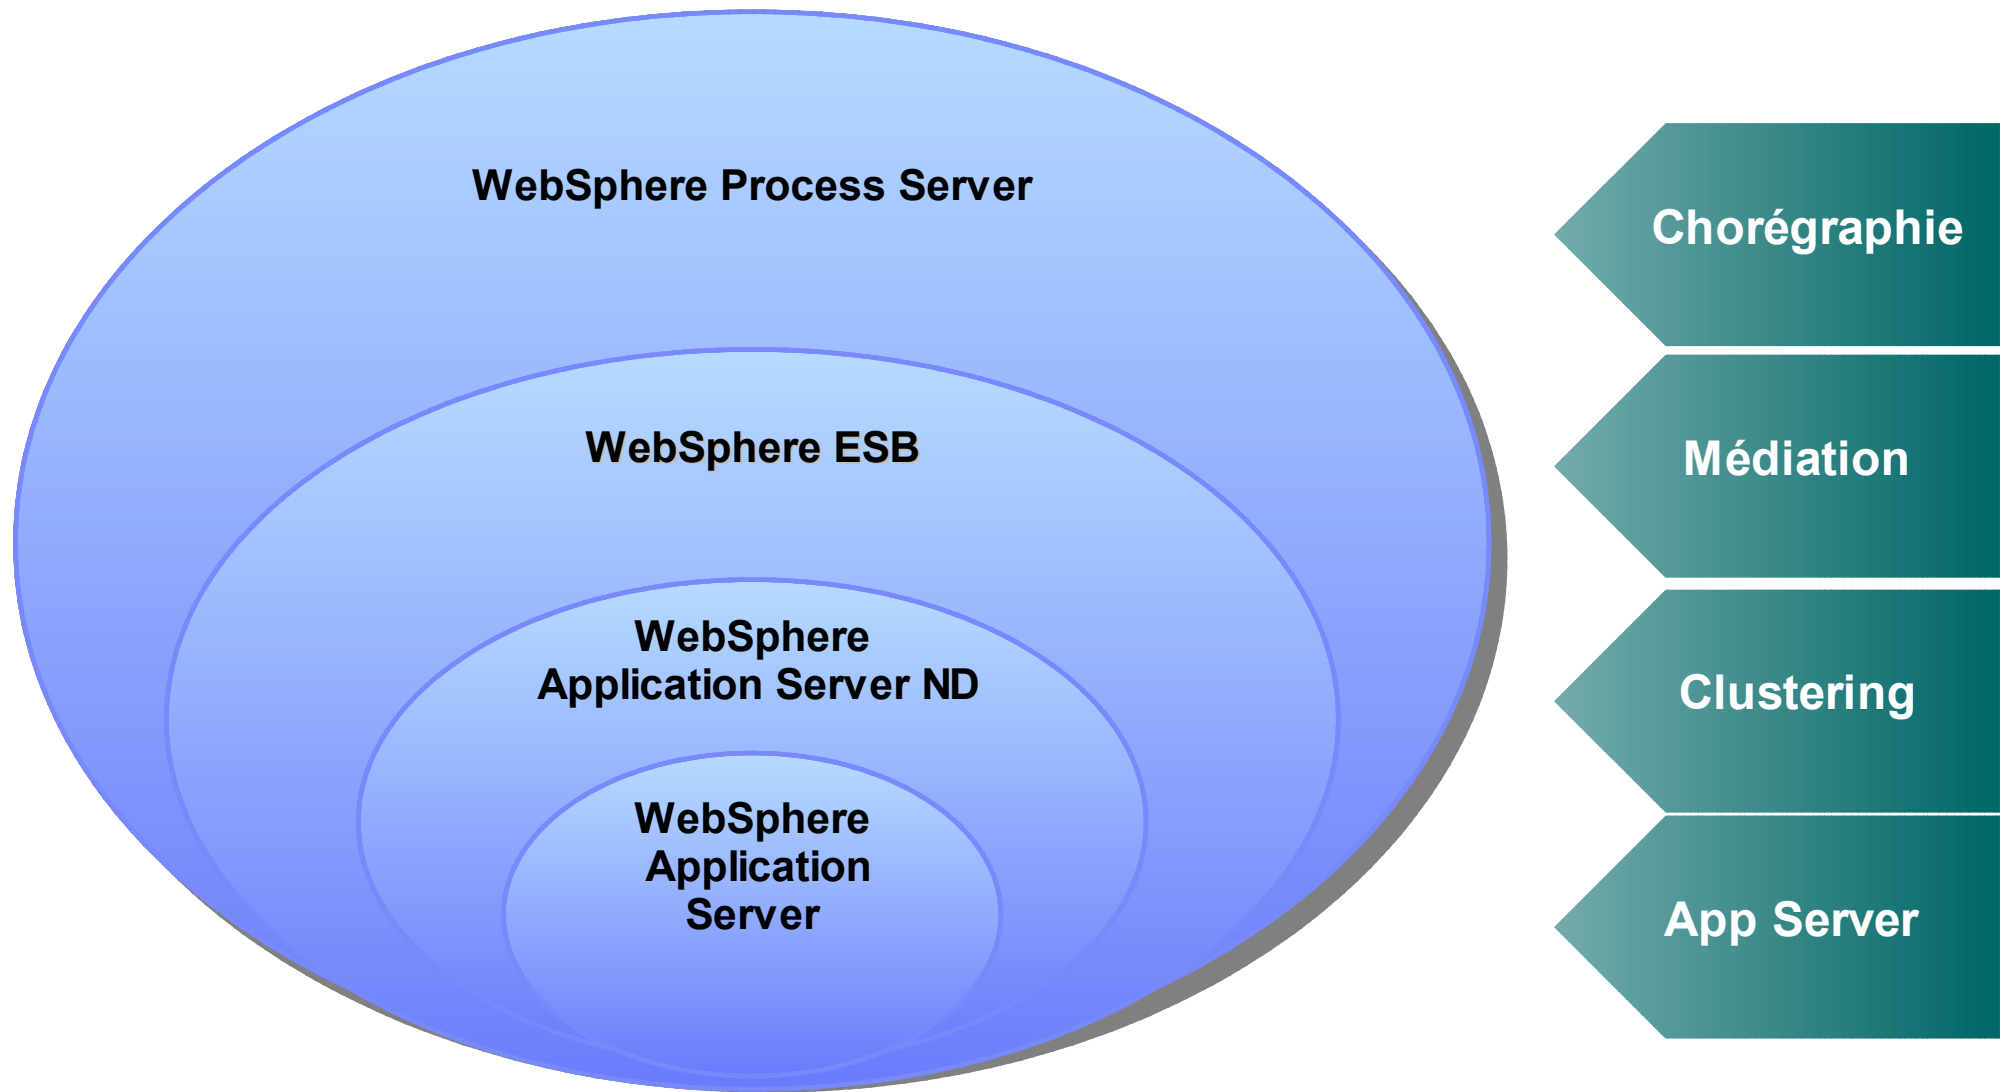 WebSphere Process Server
Chorégraphie
WebSphere ESB
Médiation
WebSphere
Application Server ND
Clustering
WebSphere
Application
Server
App Server